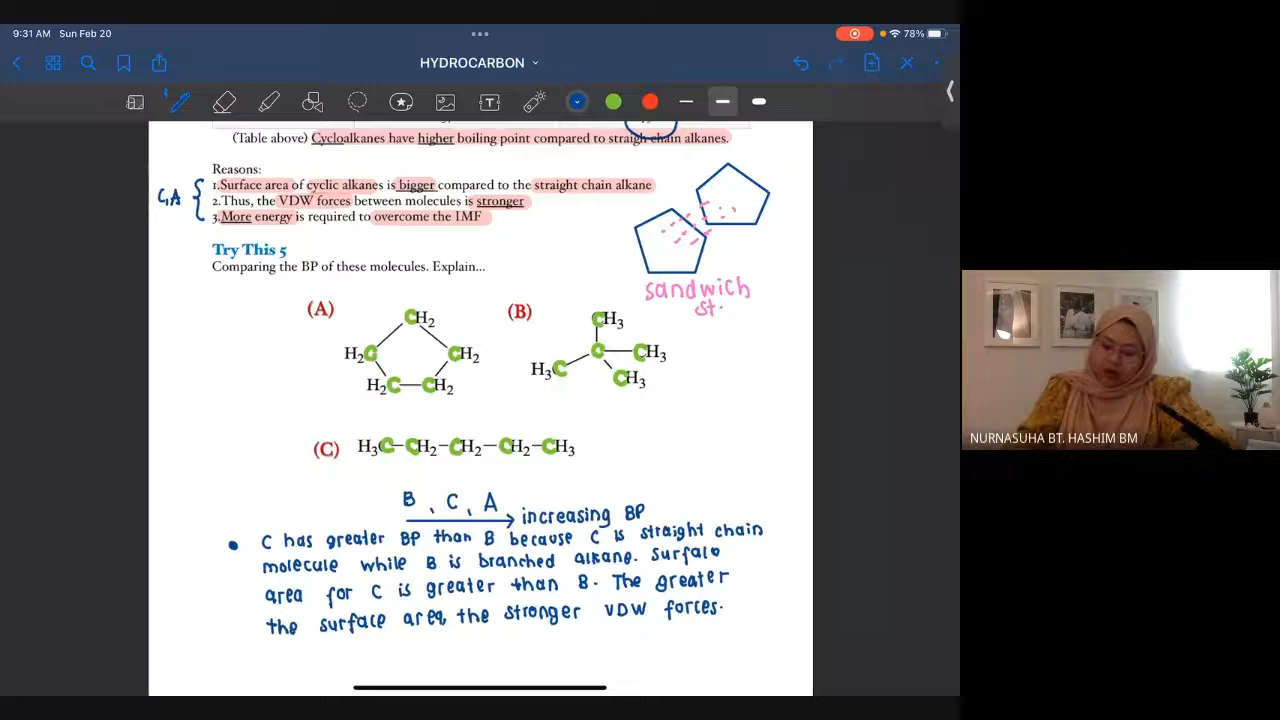 9:31 AM Sun Feb 20
78%
HYDROCARBON
(Table above) Cycloalkanes have higher boiling point compared to straigh chain alkanes.
Reasons:
1.Surface area of cyclic alkanes is bigger compared to the straight chain alkane
C,A
2.Thus, the VDW forces between molecules is stronger
3.More energy is required to overcome the IMF
Try This 5
Comparing the BP of these molecules. Explain...
sandwich
st.
(A)
CH2
H2C
CH2
H2C—CH2
(B)
CH3
C—CH3
H3C
CH3
(C) H3C—CH2—CH2—CH2—CH3
B, C, A
increasing BP
• C has greater BP than B because C is straight chain
molecule while B is branched alkane. Surface
area for C is greater than B. The greater
the surface area, the stronger VDW forces.
NURNASUHA BT. HASHIM BM